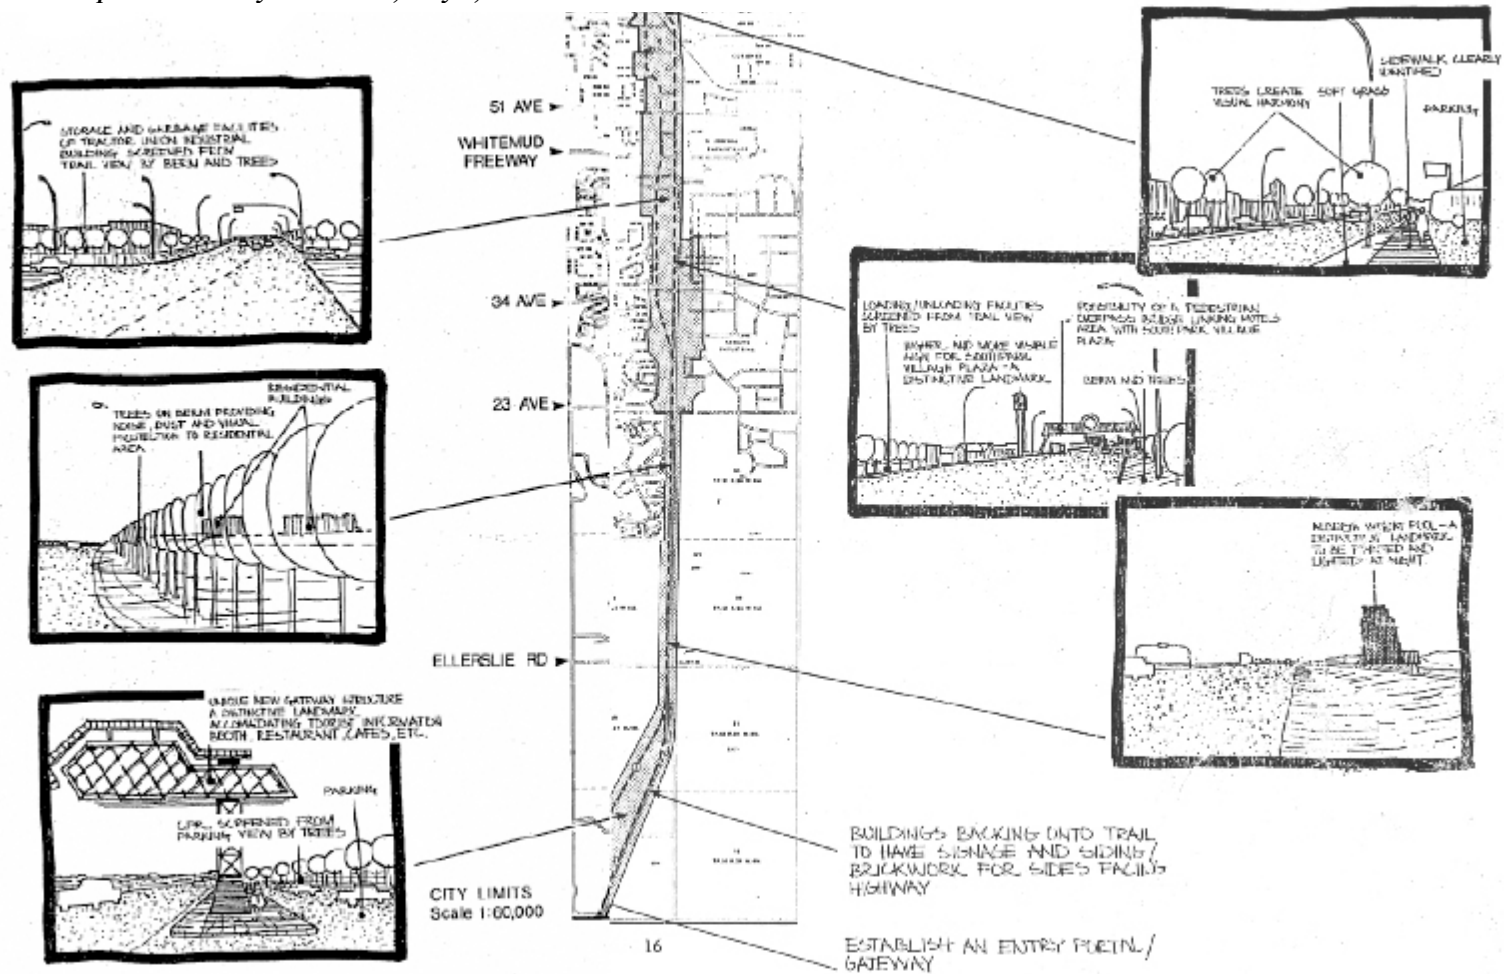 STORAGE AND GARBAGE FACILITIES
OF TRACTOR UNION INDUSTRIAL
BUILDING SCREENED FROM
TRAIL VIEW BY BERM AND TREES
RESIDENTIAL
BUILDINGS
TREES ON BERM PROVIDING
NOISE, DUST AND VISUAL
PROTECTION TO RESIDENTIAL
AREA
UNIQUE NEW GATEWAY STRUCTURE
A DISTINCTIVE LANDMARK
ACCOMADATING TOURIST INFORMATION
BOOTH, RESTAURANT, CAFES, ETC.
PARKING
SCREENED FROM
PARKING VIEW BY TREES
51 AVE
WHITEMUD
FREEWAY
34 AVE
23 AVE
ELLERSLIE RD
CITY LIMITS
Scale 1:60,000
16
SIDEWALK CLEARLY
IDENTIFIED
TREES CREATE
VISUAL HARMONY
SOFT GRASS
PARKING
LOADING/UNLOADING FACILITIES
SCREENED FROM TRAIL VIEW
BY TREES
HIGHER AND MORE VISIBLE
SIGN FOR SOUTHPARK
VILLAGE PLAZA - A
DISTINCTIVE LANDMARK
POSSIBILITY OF A PEDESTRIAN
OVERPASS BRIDGE LINKING MOTELS
AREA WITH SOUTHPARK VILLAGE
PLAZA
BERM AND TREES
ALBERTA WHEAT POOL - A
DISTINCTIVE LANDMARK
TO BE PAINTED AND
LIGHTED AT NIGHT
BUILDINGS BACKING ONTO TRAIL
TO HAVE SIGNAGE AND SIDING/
BRICKWORK FOR SIDES FACING
HIGHWAY
ESTABLISH AN ENTRY PORTAL/
GATEWAY